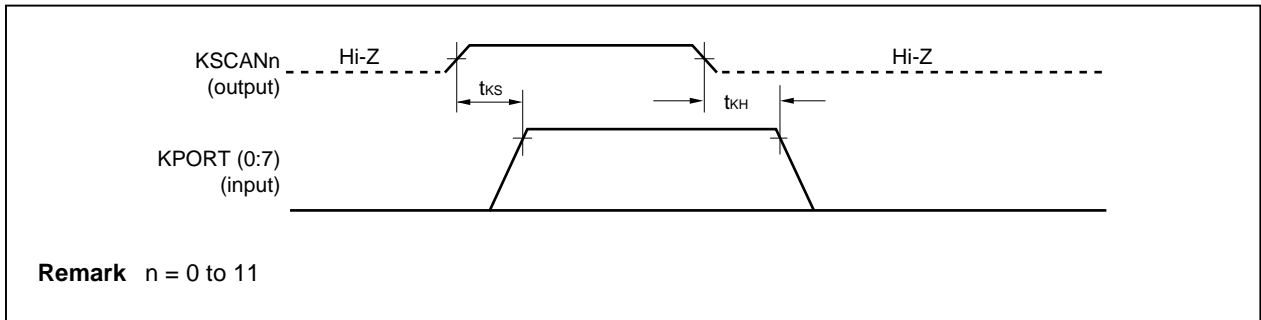 KSCANn
(output)
Hi-Z
Hi-Z
tKS
tKH
KPORT (0:7)
(input)
Remark n = 0 to 11